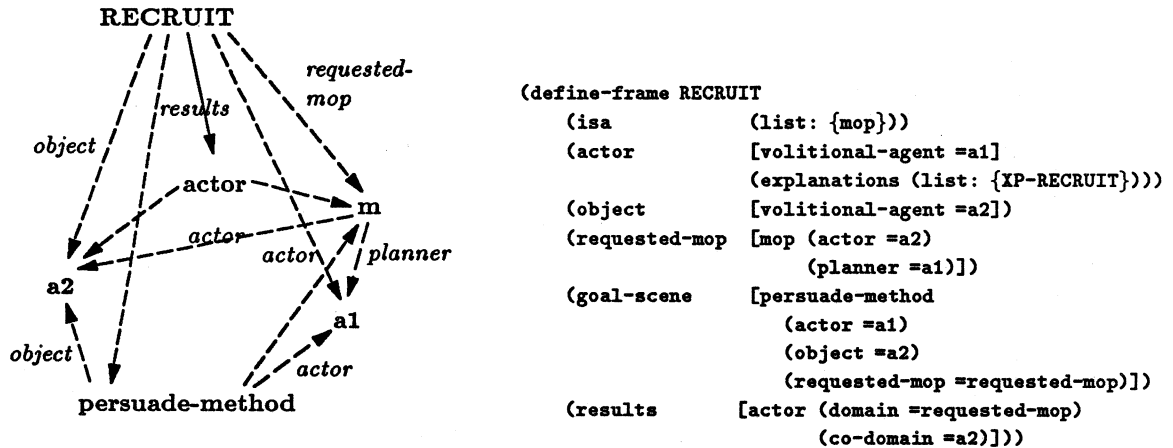 RECRUIT
requested-
mop
results
object
actor
m
actor
actor
planner
a2
a1
object
actor
persuade-method
(define-frame RECRUIT
(isa (list: {mop}))
(actor [volitional-agent =a1]
(explanations (list: {XP-RECRUIT})))
(object [volitional-agent =a2])
(requested-mop [mop (actor =a2)
(planner =a1)])
(goal-scene [persuade-method
(actor =a1)
(object =a2)
(requested-mop =requested-mop)])
(results [actor (domain =requested-mop)
(co-domain =a2)]))